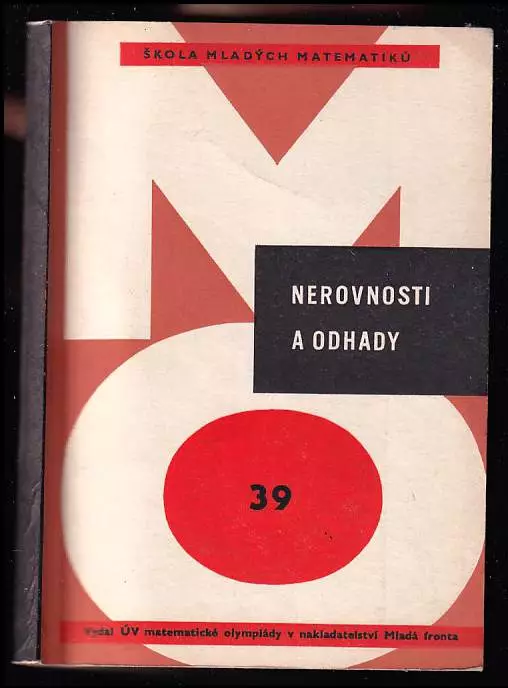 ŠKOLA MLADÝCH MATEMATIKŮ
NEROVNOSTI
A ODHADY
39
Vydal ÚV matematické olympiády v nakladatelství Mladá fronta